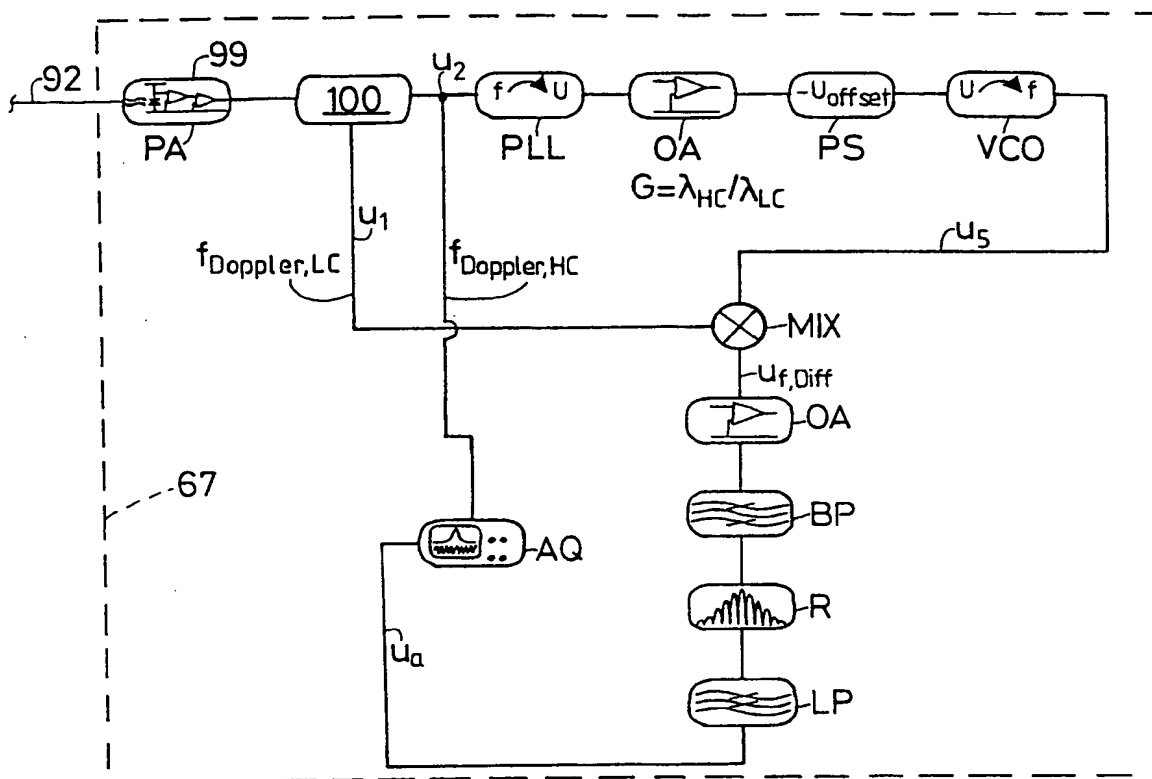 92
99
PA
100
u2
f U
PLL
OA
G=λHC/λLC
-Uoffset
PS
U f
VCO
u1
fDoppler,LC
fDoppler,HC
u5
MIX
uf,Diff
OA
67
BP
AQ
R
ua
LP